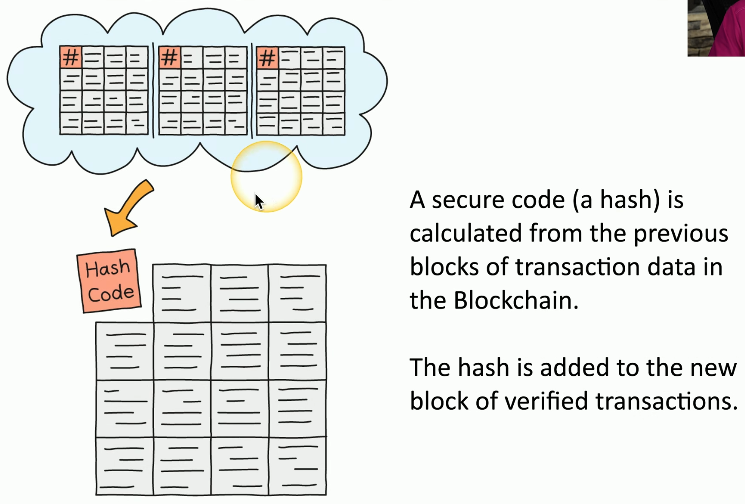 # # #
Hash
Code
A secure code (a hash) is
calculated from the previous
blocks of transaction data in
the Blockchain.
The hash is added to the new
block of verified transactions.